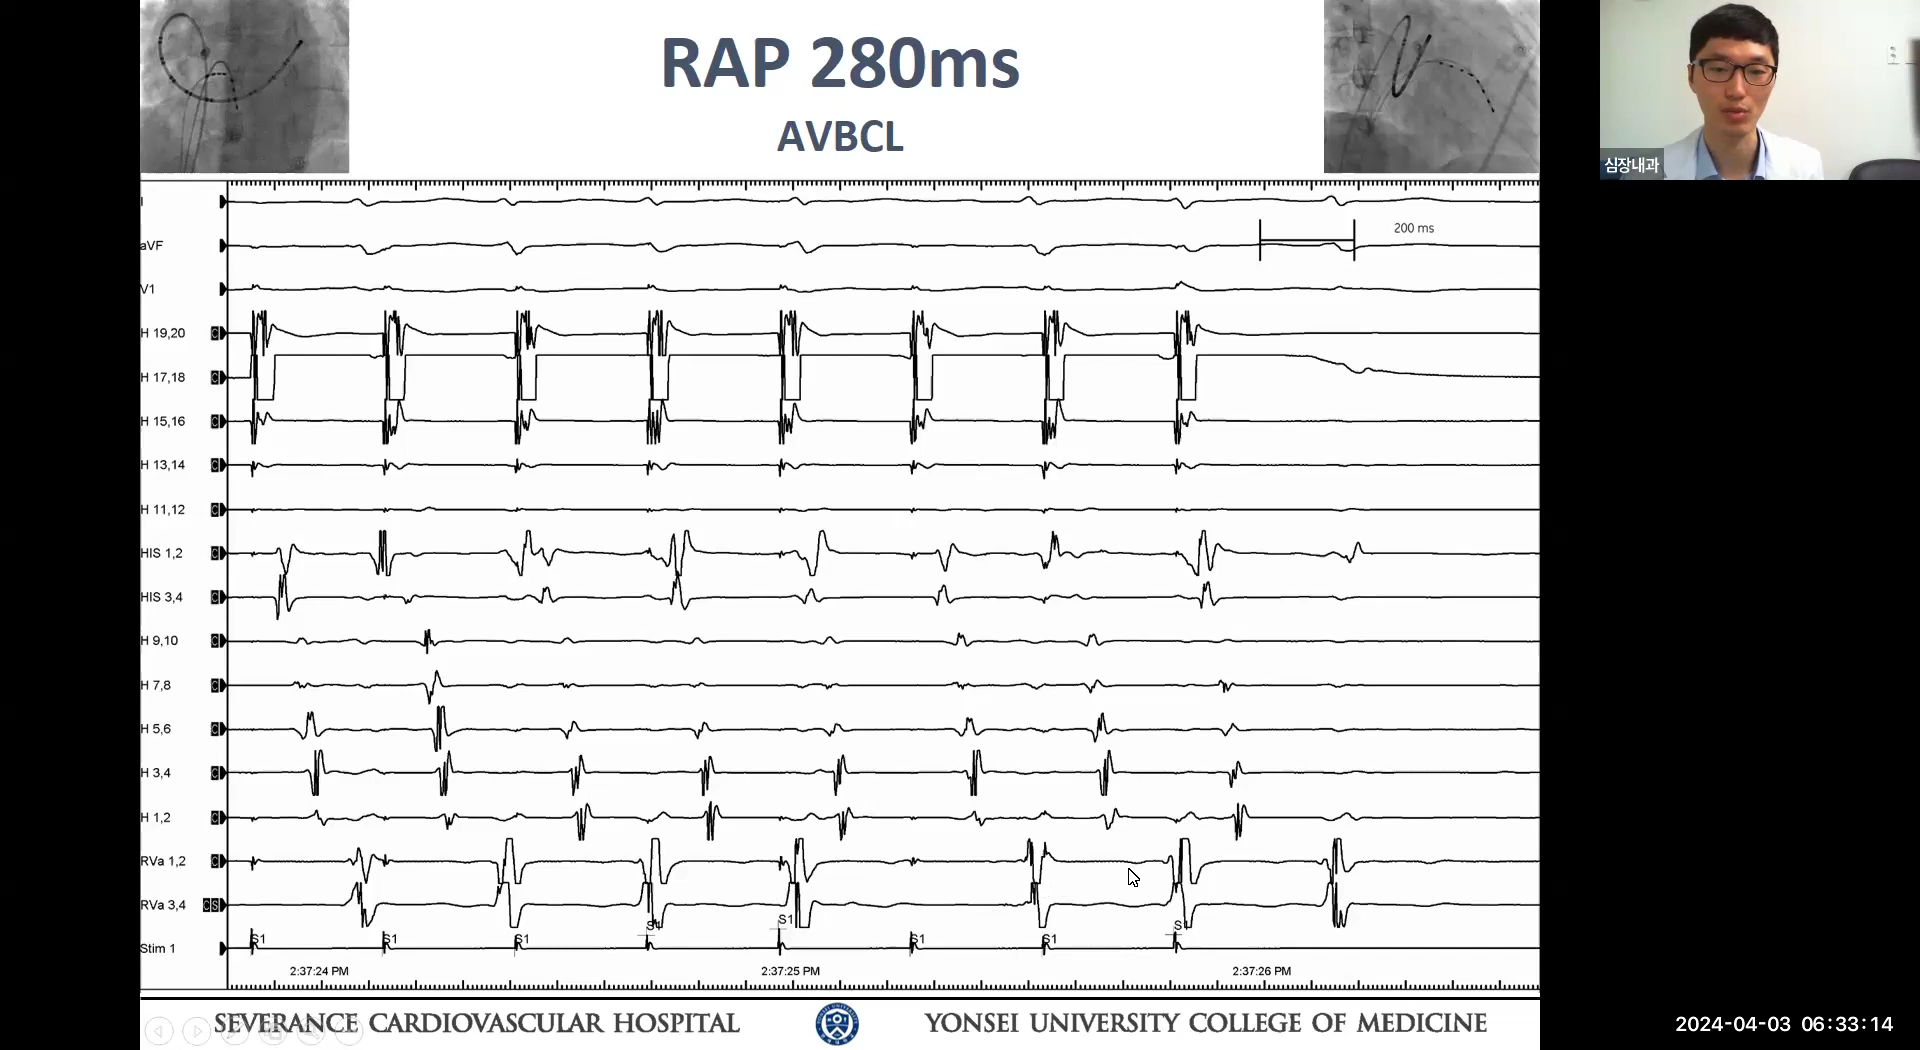 RAP 280ms
AVBCL
심장내과
I
aVF
200 ms
V1
H 19,20
H 17,18
H 15,16
H 13,14
H 11,12
HIS 1,2
HIS 3,4
H 9,10
H 7,8
H 5,6
H 3,4
H 1,2
RVa 1,2
RVa 3,4
Stim 1
S1 S1 S1 S1 S1 S1 S1 S1
2:37:24 PM 2:37:25 PM 2:37:26 PM
SEVERANCE CARDIOVASCULAR HOSPITAL
YONSEI UNIVERSITY COLLEGE OF MEDICINE
2024-04-03 06:33:14